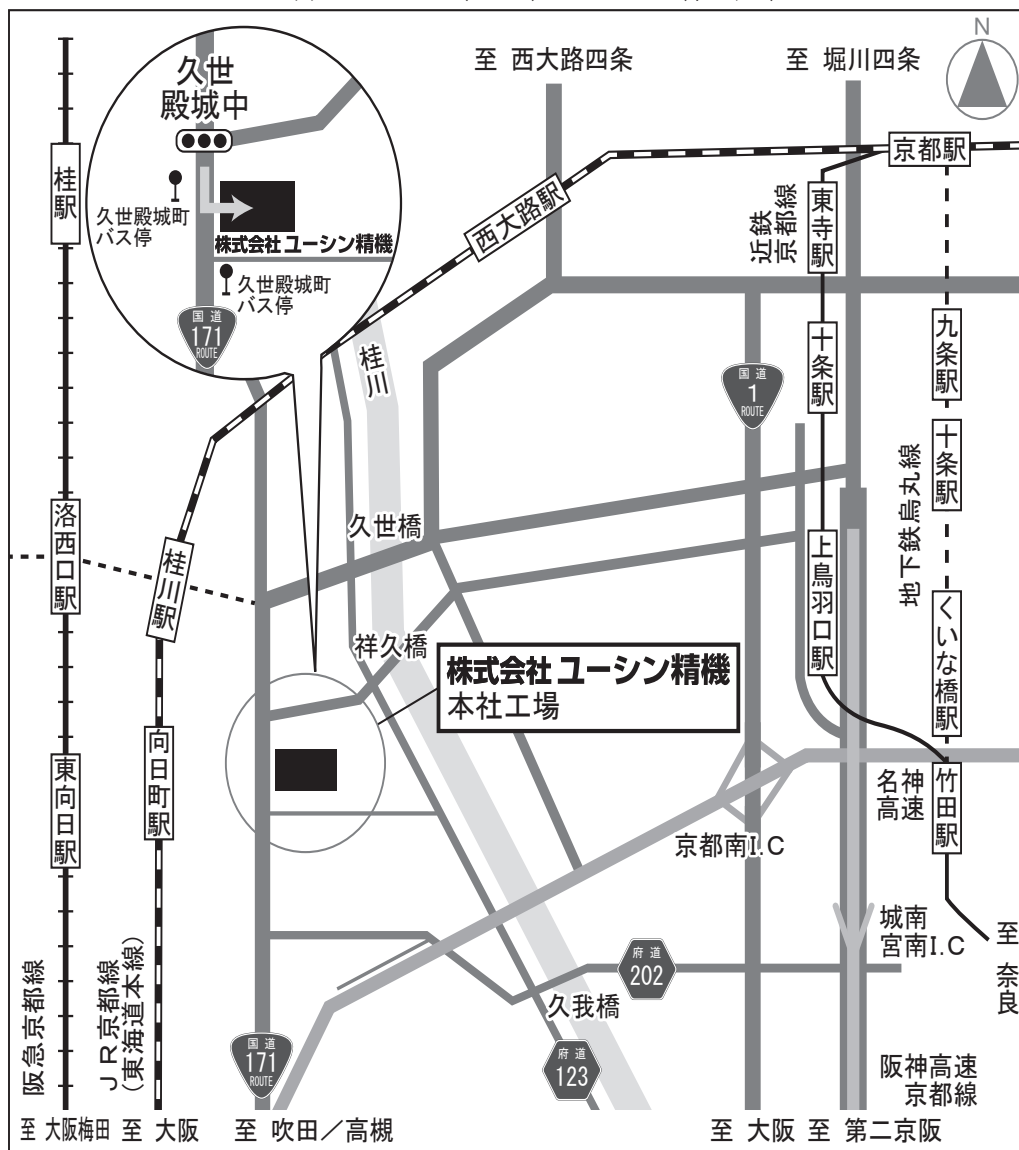 N
久世
殿城中
久世殿城町
バス停
株式会社 ユーシン精機
久世殿城町
バス停
国道
171
ROUTE
至 西大路四条
至 堀川四条
京都駅
西大路駅
近鉄
京都線
東寺駅
十条駅
上鳥羽口駅
九条駅
十条駅
くいな橋駅
竹田駅
地下鉄烏丸線
国道
1
ROUTE
桂川
桂駅
洛西口駅
東向日駅
桂川駅
向日町駅
久世橋
祥久橋
株式会社 ユーシン精機
本社工場
名神
高速
京都南I.C
城南
宮南I.C
至 奈良
府道
202
久我橋
府道
123
国道
171
ROUTE
阪急京都線
JR京都線
(東海道本線)
阪神高速
京都線
至 大阪梅田
至 大阪
至 吹田/高槻
至 大阪
至 第二京阪